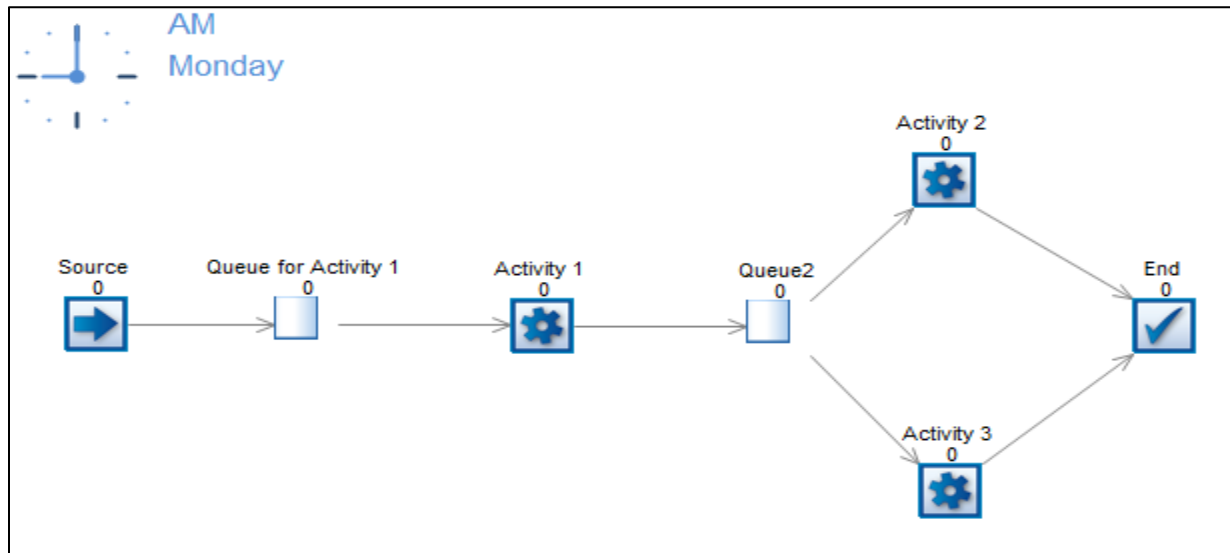 AM
Monday
Activity 2
0
Source
0
Queue for Activity 1
0
Activity 1
0
Queue2
0
End
0
Activity 3
0